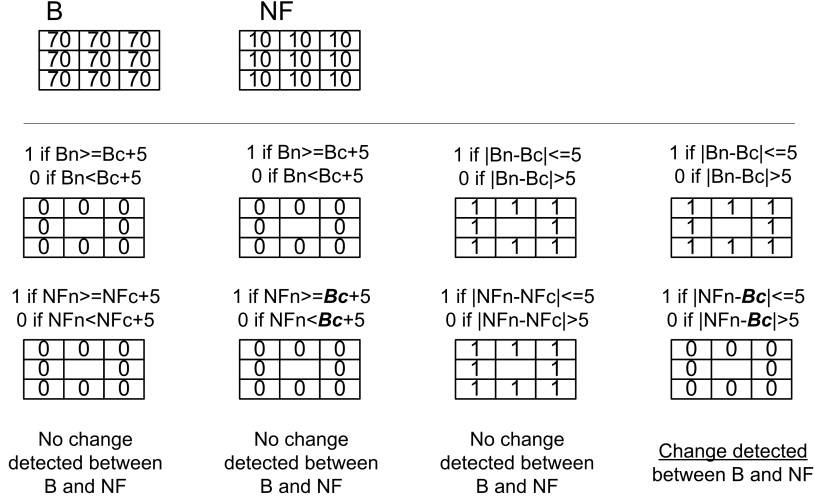 B NF
70 70 70 10 10 10
70 70 70 10 10 10
70 70 70 10 10 10
1 if Bn>=Bc+5
0 if Bn<Bc+5
0 0 0
0 0
0 0 0
1 if NFn>=NFc+5
0 if NFn<NFc+5
0 0 0
0 0
0 0 0
No change
detected between
B and NF
1 if Bn>=Bc+5
0 if Bn<Bc+5
0 0 0
0 0
0 0 0
1 if NFn>=Bc+5
0 if NFn<Bc+5
0 0 0
0 0
0 0 0
No change
detected between
B and NF
1 if |Bn-Bc|<=5
0 if |Bn-Bc|>5
1 1 1
1 1
1 1 1
1 if |NFn-NFc|<=5
0 if |NFn-NFc|>5
1 1 1
1 1
1 1 1
No change
detected between
B and NF
1 if |Bn-Bc|<=5
0 if |Bn-Bc|>5
1 1 1
1 1
1 1 1
1 if |NFn-Bc|<=5
0 if |NFn-Bc|>5
0 0 0
0 0
0 0 0
Change detected
between B and NF